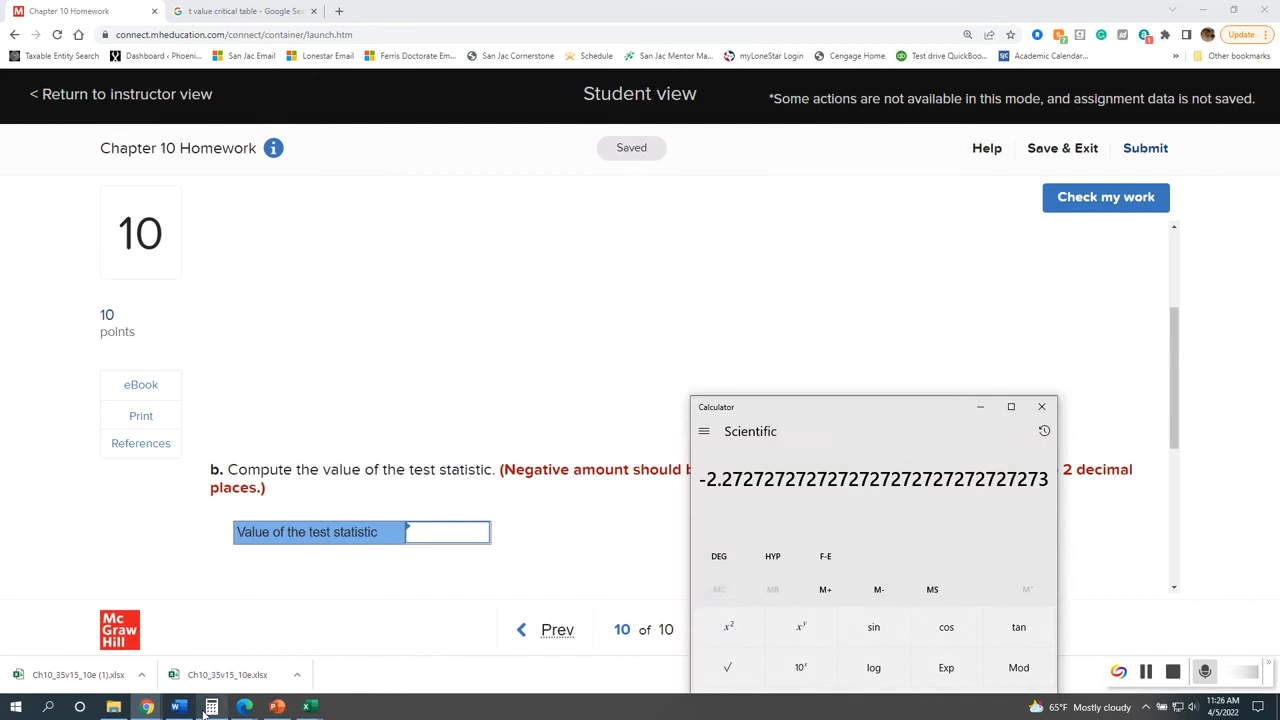 Chapter 10 Homework
t value critical table - Google Sea
connect.mheducation.com/connect/container/launch.htm
Update
Taxable Entity Search
Dashboard ‹ Phoeni...
San Jac Email
Lonestar Email
Ferris Doctorate Em...
San Jac Cornerstone
Schedule
San Jac Mentor Ma...
myLoneStar Login
Cengage Home
Test drive QuickBoo...
Academic Calendar...
»
Other bookmarks
< Return to instructor view
Student view
*Some actions are not available in this mode, and assignment data is not saved.
Chapter 10 Homework
Saved
Help
Save & Exit
Submit
Check my work
10
10
points
eBook
Print
References
Calculator
Scientific
-2.2727272727272727272727272727273
b. Compute the value of the test statistic. (Negative amount should b
2 decimal
places.)
Value of the test statistic
DEG
HYP
F-E
MC
MR
M+
M-
MS
M˅
x²
xʸ
sin
cos
tan
√
10ˣ
log
Exp
Mod
Mc
Graw
Hill
Prev
10 of 10
Ch10_35v15_10e (1).xlsx
Ch10_35v15_10e.xlsx
65°F Mostly cloudy
11:26 AM
4/5/2022